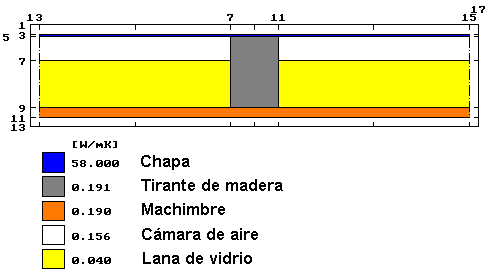 17
13 7 11 15
1
5 3
7
9
11
13
[W/mK]
58.000 Chapa
0.191 Tirante de madera
0.190 Machimbre
0.156 Cámara de aire
0.040 Lana de vidrio